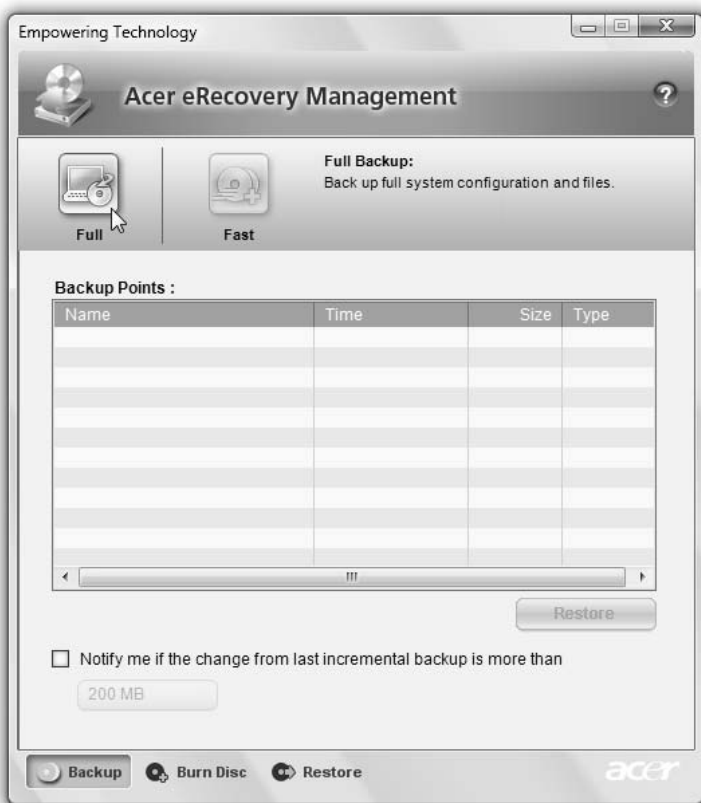 Empowering Technology
Acer eRecovery Management
?
Full
Fast
Full Backup:
Back up full system configuration and files.
Backup Points :
Name Time Size Type
Restore
Notify me if the change from last incremental backup is more than
200 MB
Backup Burn Disc Restore
acer